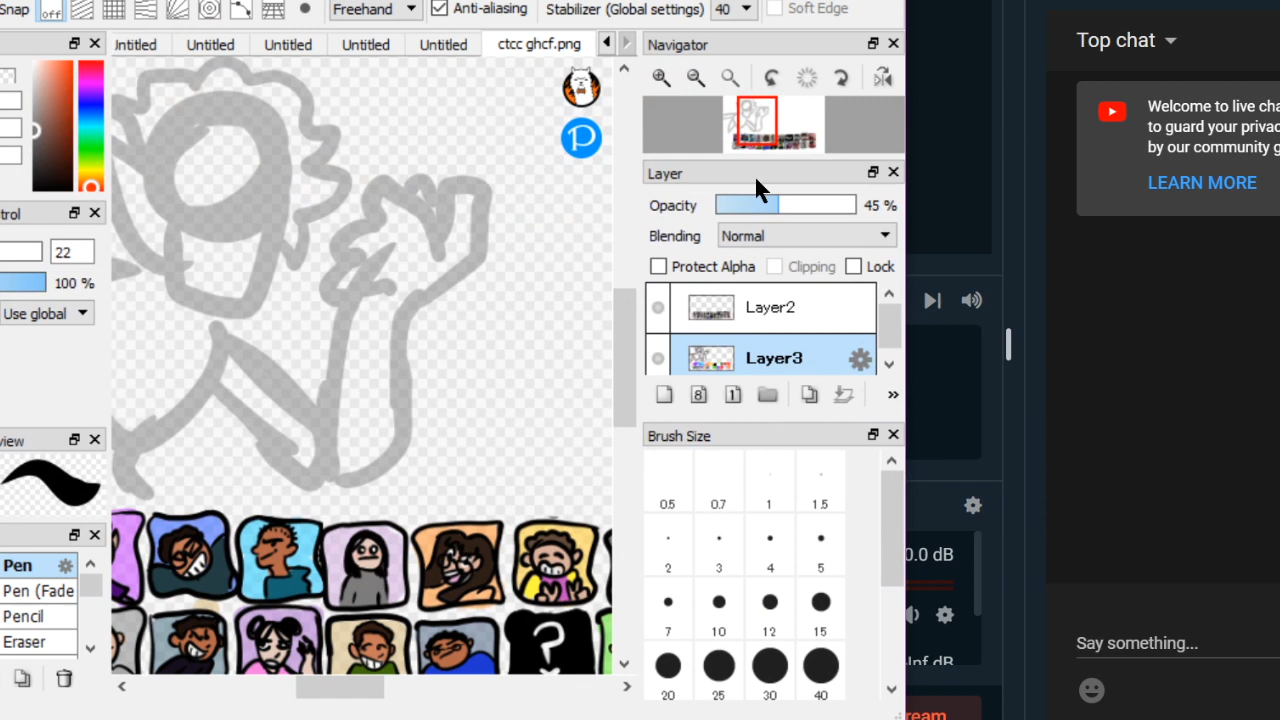 Snap
off
Freehand
Anti-aliasing
Stabilizer (Global settings)
40
Soft Edge
Untitled
Untitled
Untitled
Untitled
ctcc ghcf.png
22
100 %
Use global
Pen
Pen (Fade
Pencil
Eraser
?
Navigator
Layer
Opacity
45 %
Blending
Normal
Protect Alpha
Clipping
Lock
Layer2
Layer3
8
1
»
Brush Size
0.5
0.7
1
1.5
2
3
4
5
7
10
12
15
20
25
30
40
0.0 dB
-Inf dB
Top chat
Welcome to live cha
to guard your privac
by our community g
LEARN MORE
Say something...